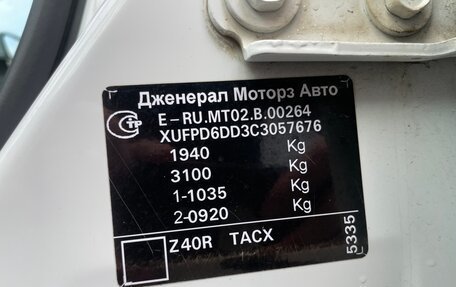 Дженерал Моторз Авто
E-RU.MT02.B.00264
XUFPD6DD3C3057676
1940 Kg
3100 Kg
1-1035 Kg
2-0920 Kg
Z40R TACX
5335